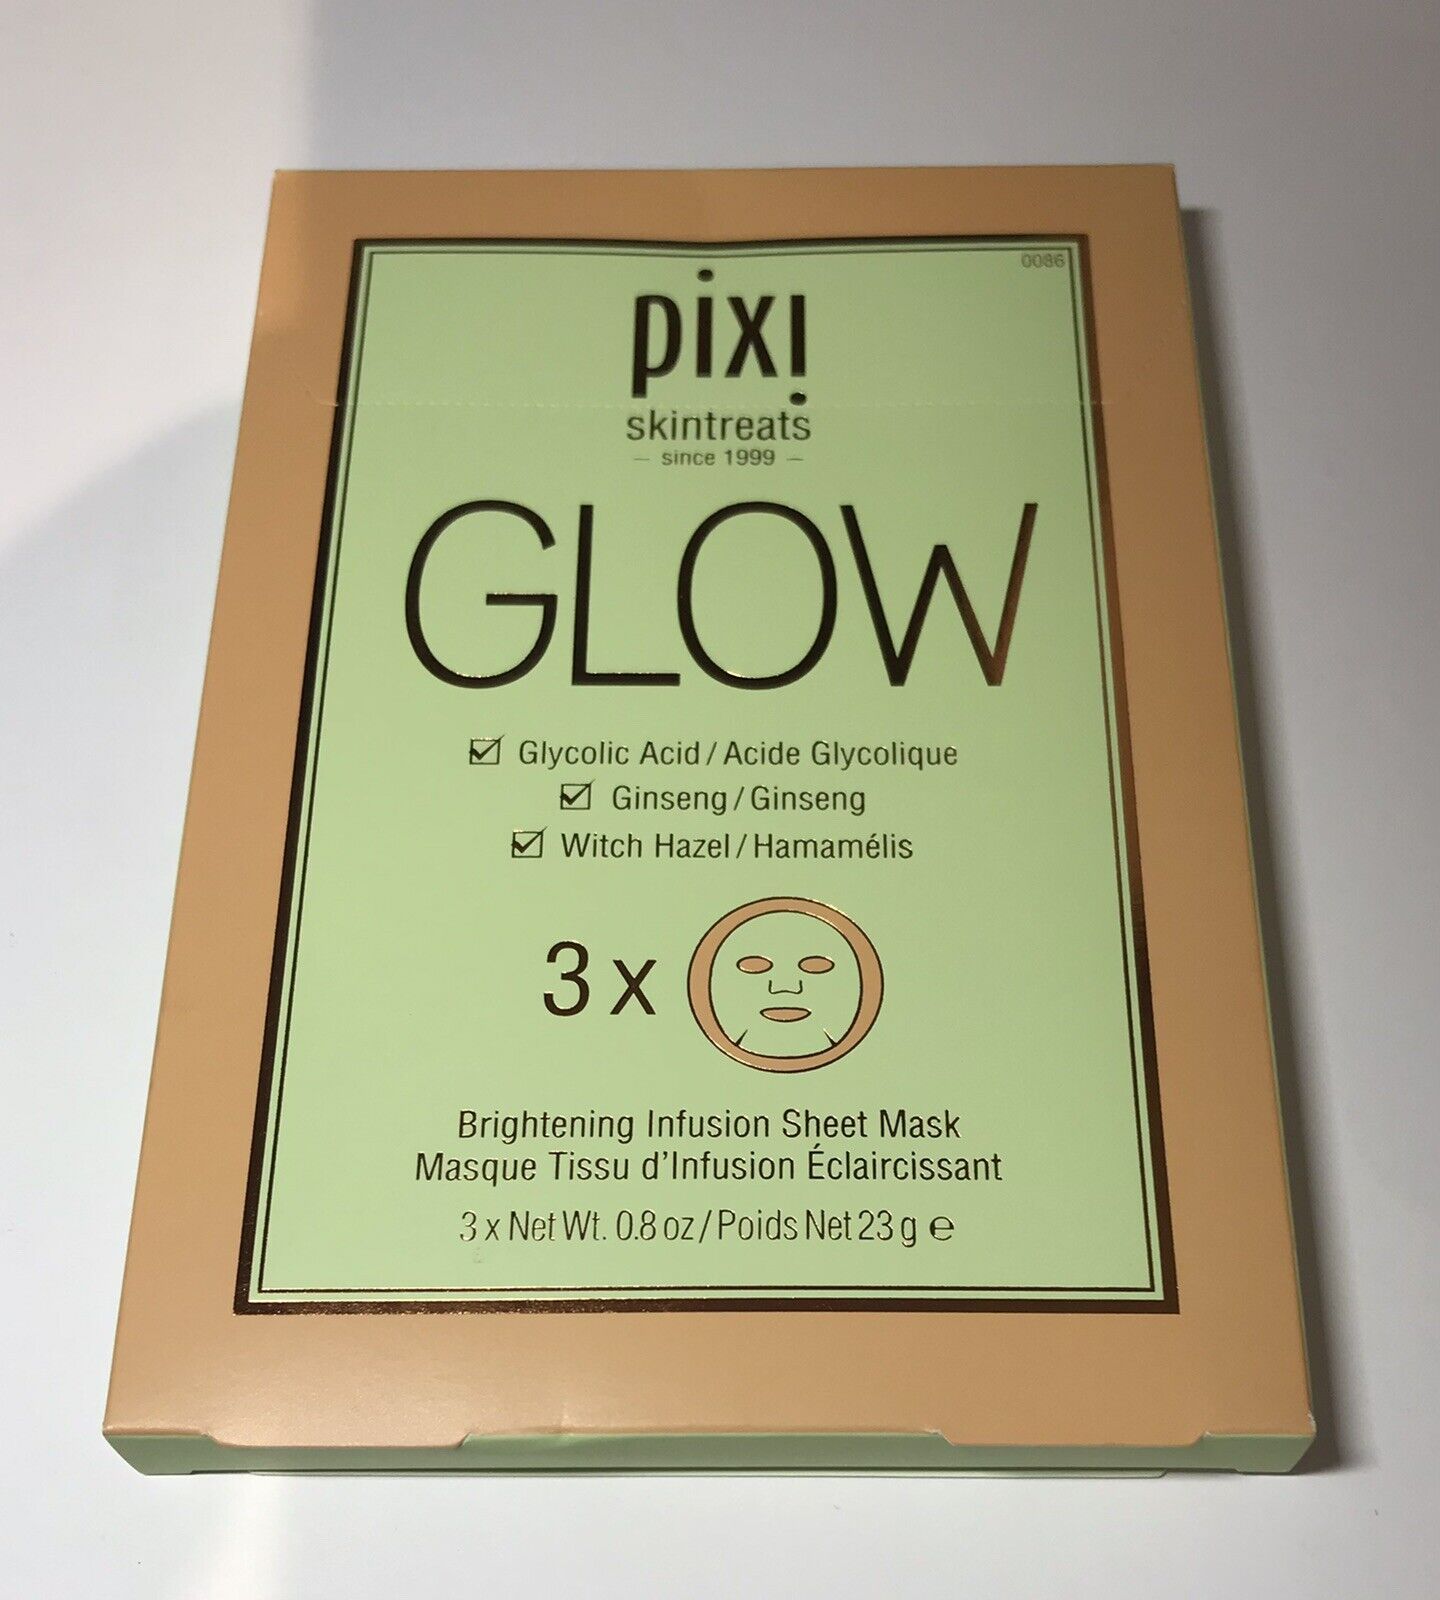 0086
pixi
skintreats
– since 1999 –
GLOW
Glycolic Acid / Acide Glycolique
Ginseng / Ginseng
Witch Hazel / Hamamélis
3 x
Brightening Infusion Sheet Mask
Masque Tissu d'Infusion Éclaircissant
3 x Net Wt. 0.8 oz / Poids Net 23 g ℮